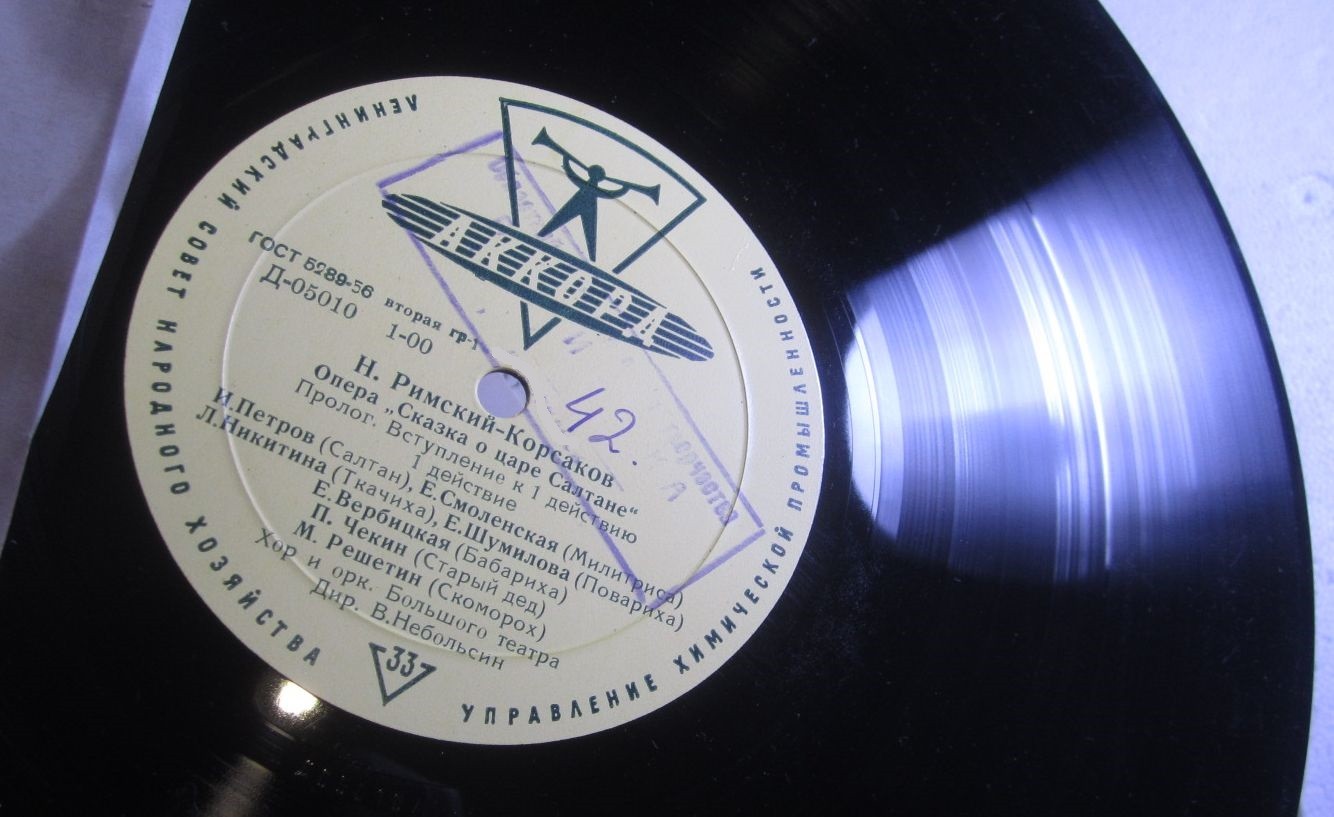 ЛЕНИНГРАДСКИЙ СОВЕТ НАРОДНОГО ХОЗЯЙСТВА
УПРАВЛЕНИЕ ХИМИЧЕСКОЙ ПРОМЫШЛЕННОСТИ
АККОРД
ГОСТ 5289-56 вторая гр-1
Д-05010 1-00
42.
Н. Римский-Корсаков
Опера „Сказка о царе Салтане“
Пролог. Вступление к 1 действию
1 действие
И.Петров (Салтан), Е.Смоленская (Милитриса)
Л.Никитина (Ткачиха), Е.Шумилова (Повариха)
Е.Вербицкая (Бабариха)
П. Чекин (Старый дед)
М. Решетин (Скоморох)
Хор и орк. Большого театра
Дир. В.Небольсин
33